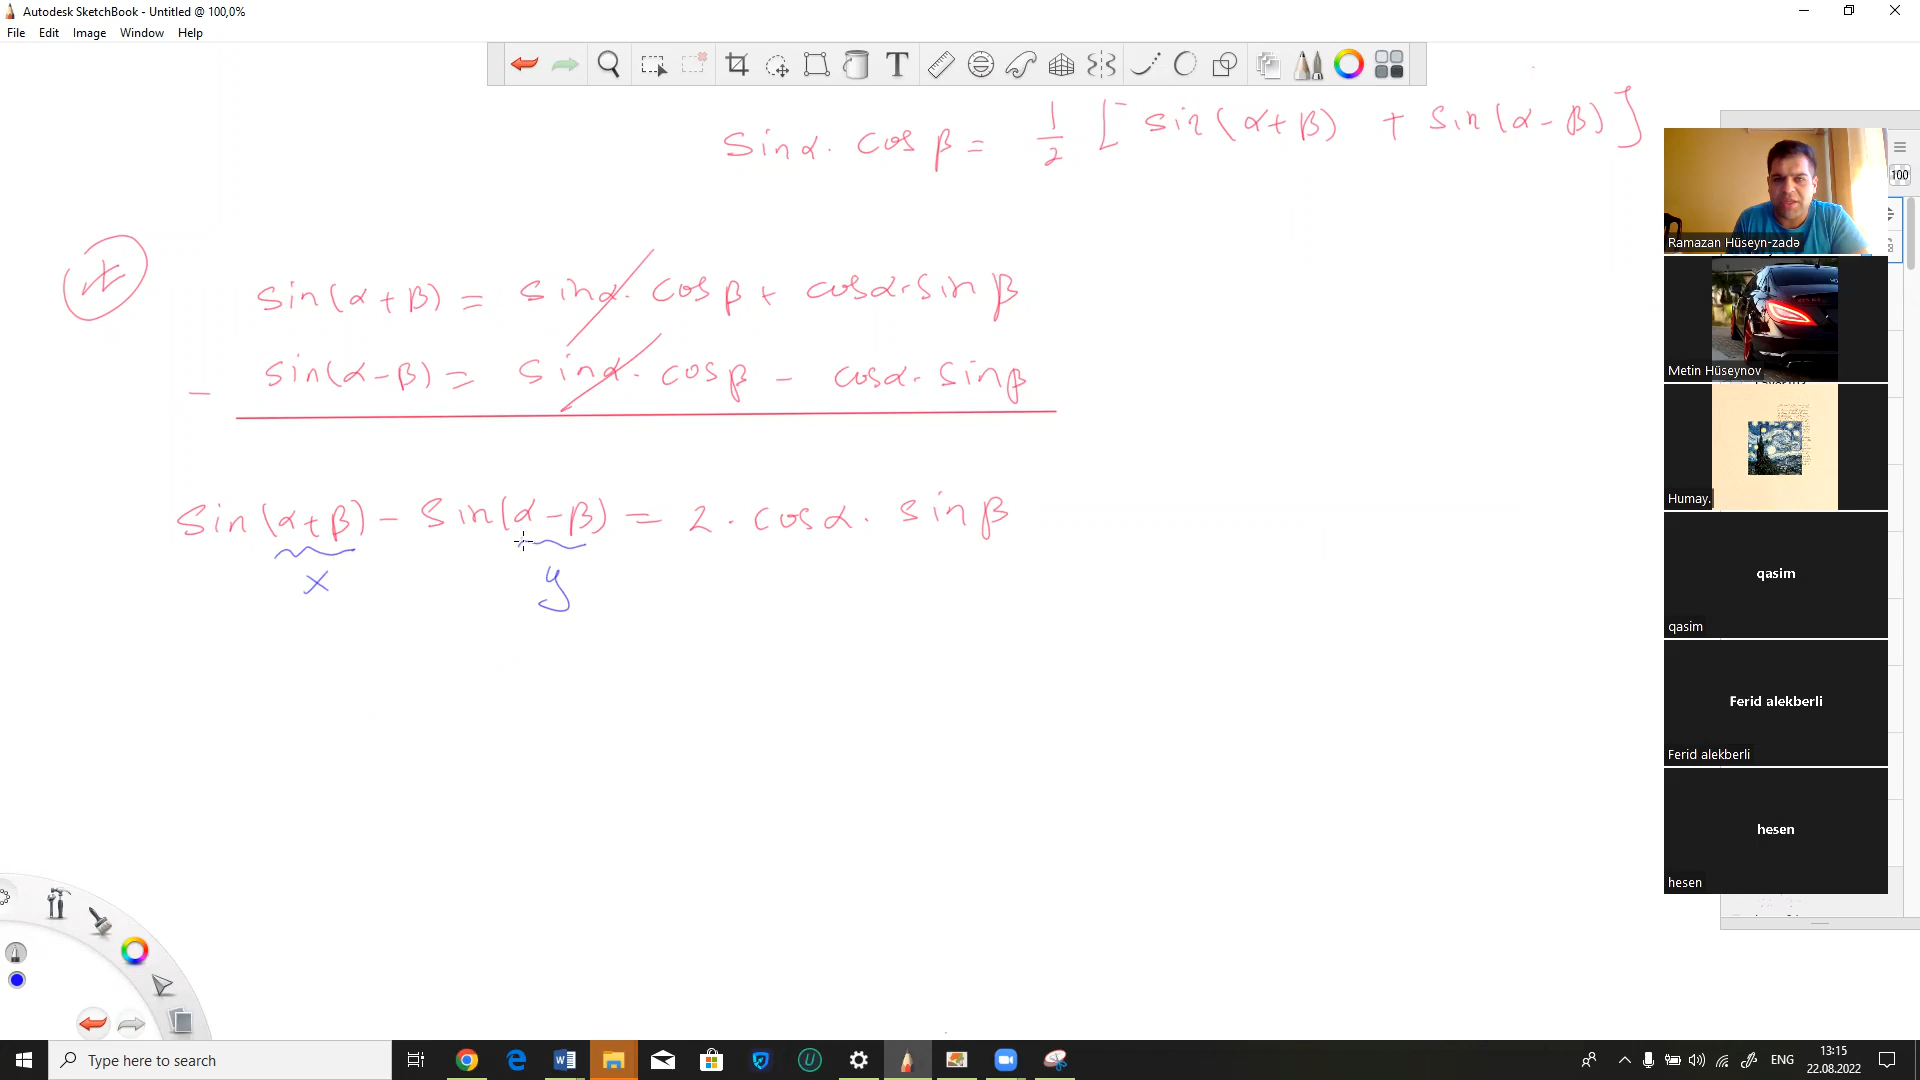 Autodesk SketchBook - Untitled @ 100,0%
File Edit Image Window Help
sinα · cosβ = 1/2 [sin(α+β) + sin(α-β)]
100
sin(α+β) = sinα · cosβ + cosα · sinβ
- sin(α-β) = sinα · cosβ - cosα · sinβ
sin(α+β) - sin(α-β) = 2 · cosα · sinβ
x y
Ramazan Hüseyn-zadə
Metin Hüseynov
Humay.
qasim
qasim
Ferid alekberli
Ferid alekberli
hesen
hesen
Type here to search
ENG
13:15
22.08.2022